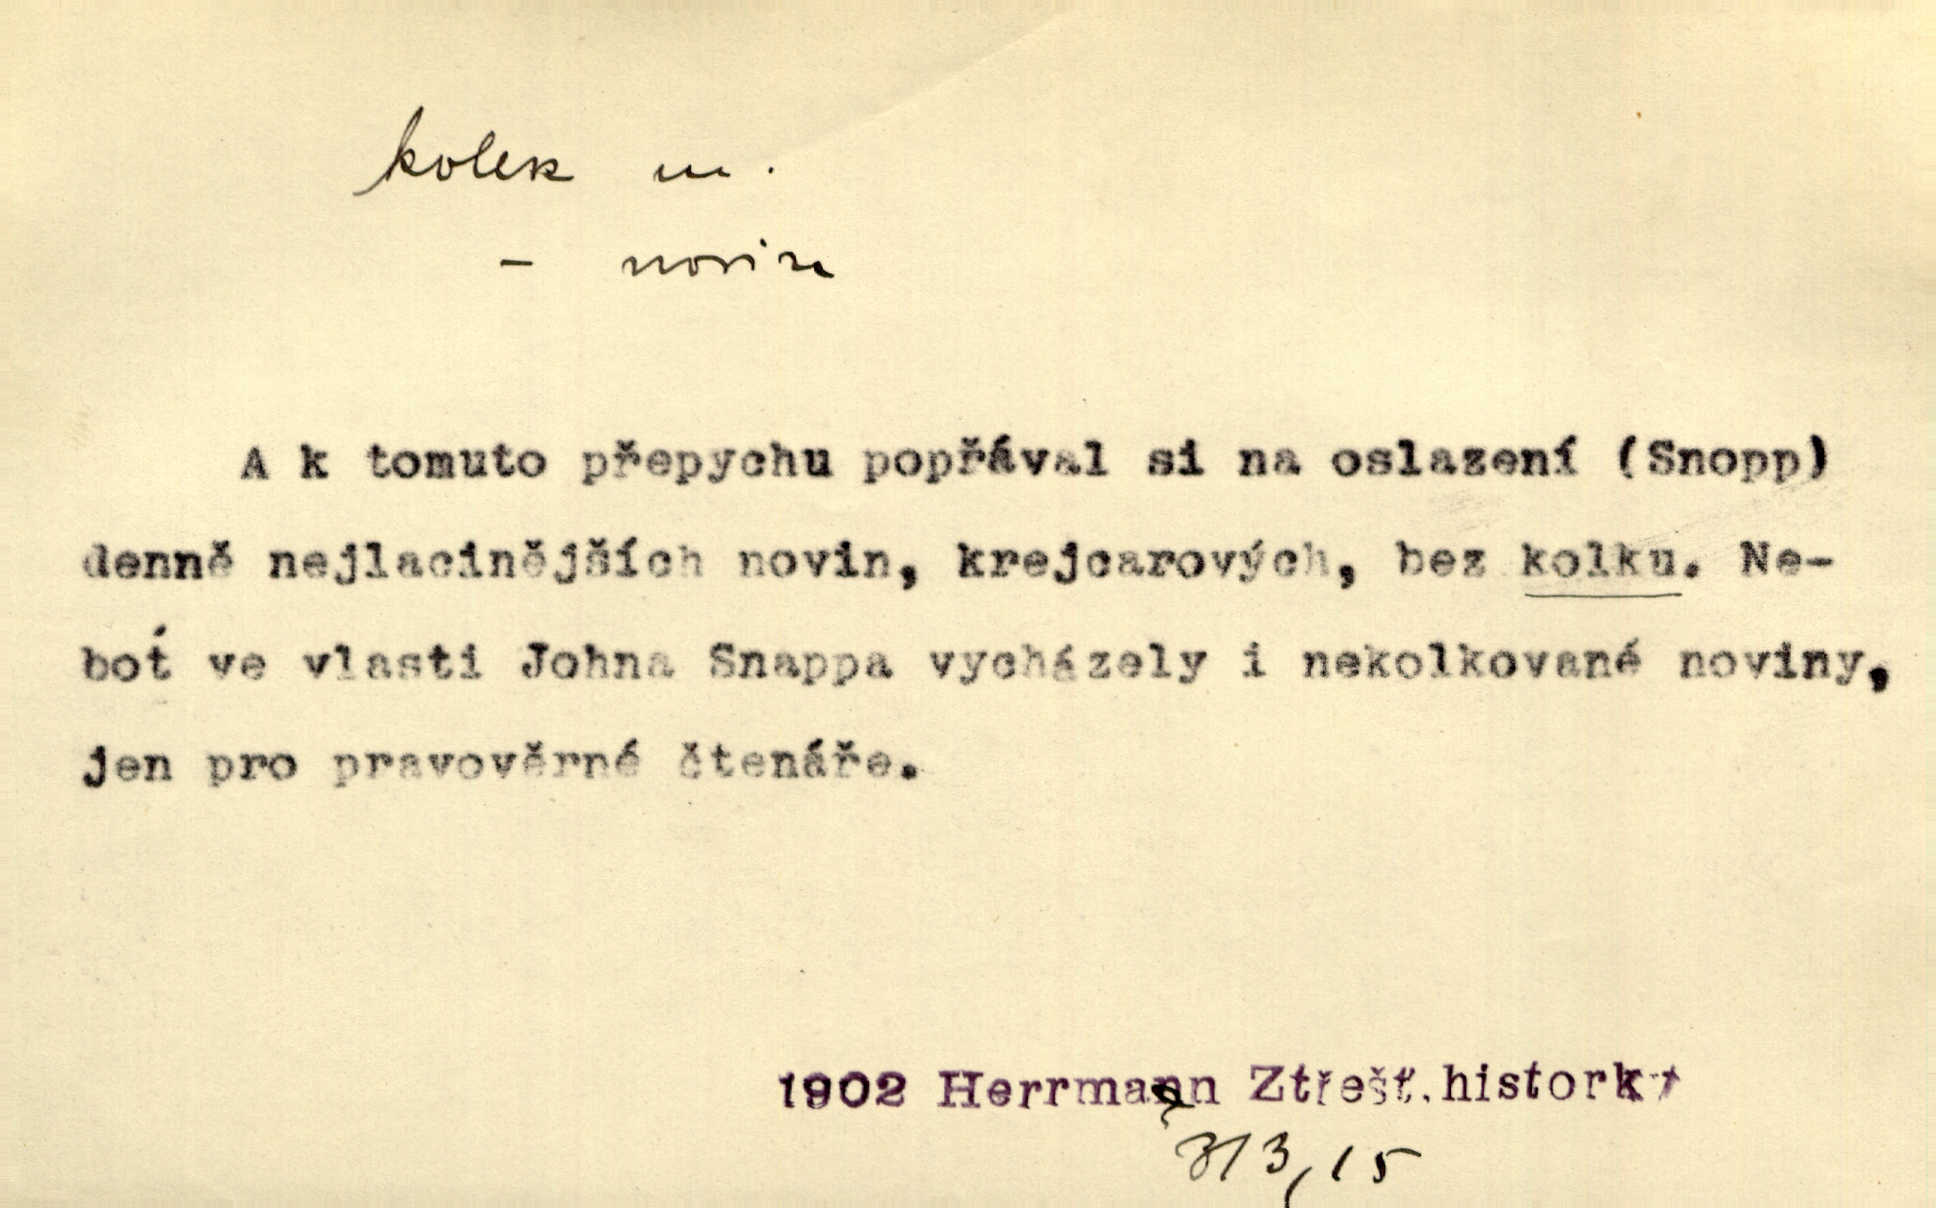 kolek m.
– novin
A k tomuto přepychu popřával si na oslazení (Snopp)
denně nejlacinějších novin, krejcarových, bez kolku. Ne-
boť ve vlasti Johna Snappa vycházely i nekolkované noviny,
jen pro pravověrné čtenáře.
1902 Herrmann Ztřešť. historky
313,15